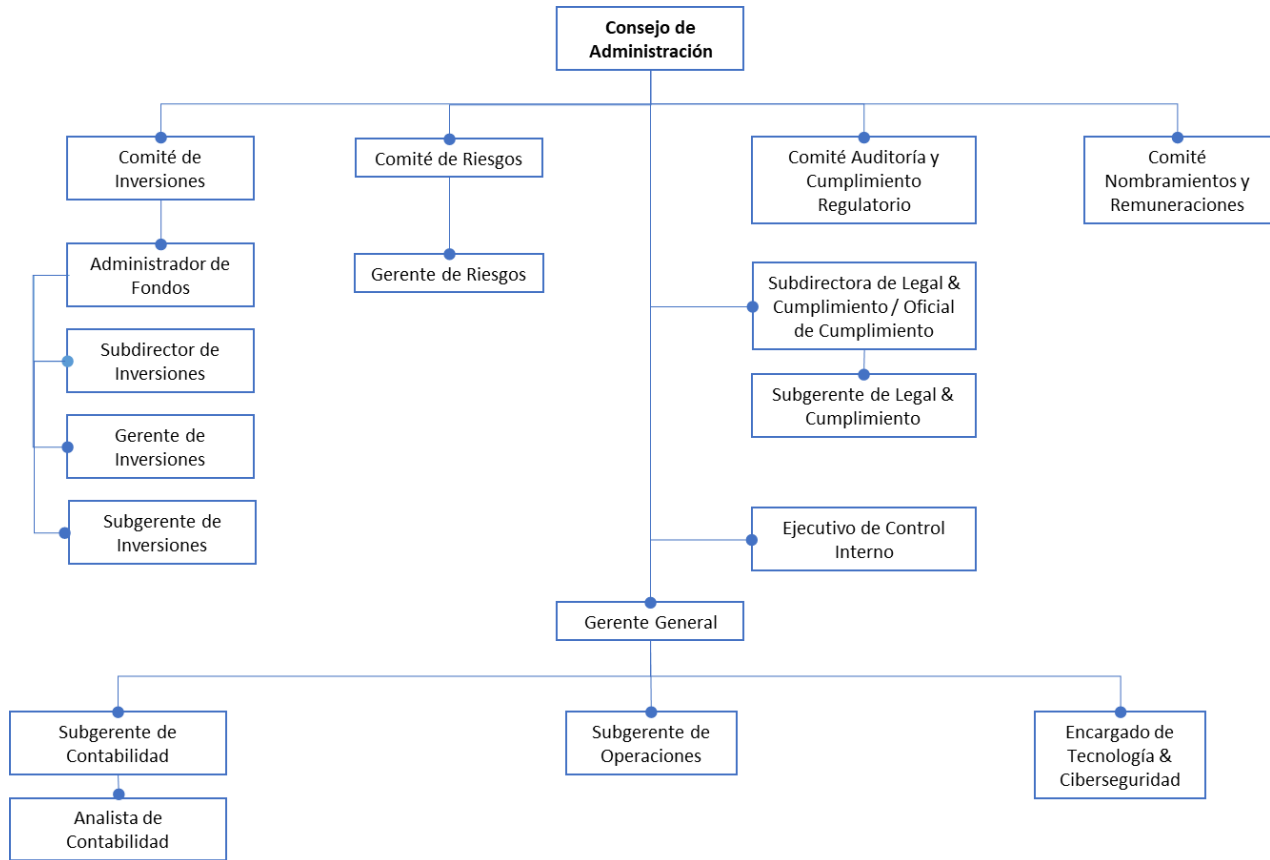 Consejo de
Administración
Comité de
Inversiones
Comité de Riesgos
Comité Auditoría y
Cumplimiento
Regulatorio
Comité
Nombramientos y
Remuneraciones
Administrador de
Fondos
Gerente de Riesgos
Subdirectora de Legal &
Cumplimiento / Oficial
de Cumplimiento
Subdirector de
Inversiones
Subgerente de Legal &
Cumplimiento
Gerente de
Inversiones
Subgerente de
Inversiones
Ejecutivo de Control
Interno
Gerente General
Subgerente de
Contabilidad
Subgerente de
Operaciones
Encargado de
Tecnología &
Ciberseguridad
Analista de
Contabilidad